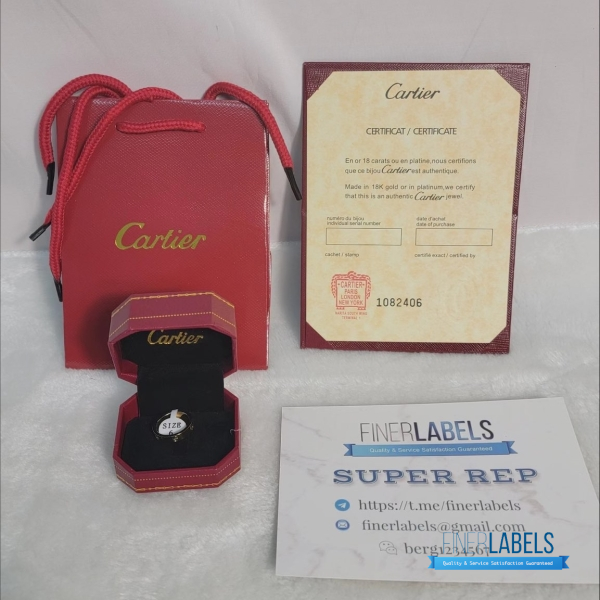 Cartier
Cartier
SIZE
6
Cartier
CERTIFICAT / CERTIFICATE
En or 18 carats ou en platine, nous certifions
que ce bijou Cartier est authentique.
Made in 18K gold or in platinum, we certify
that this is an authentic Cartier jewel.
numéro du bijou
individual serial number
date d'achat
date of purchase
cachet / stamp
certifié exact / certified by
CARTIER
PARIS
LONDON
NEW YORK
1082406
FINERLABELS
Quality & Service Satisfaction Guaranteed
SUPER REP
https://t.me/finerlabels
finerlabels@gmail.com
berg1234567
FINERLABELS
Quality & Service Satisfaction Guaranteed